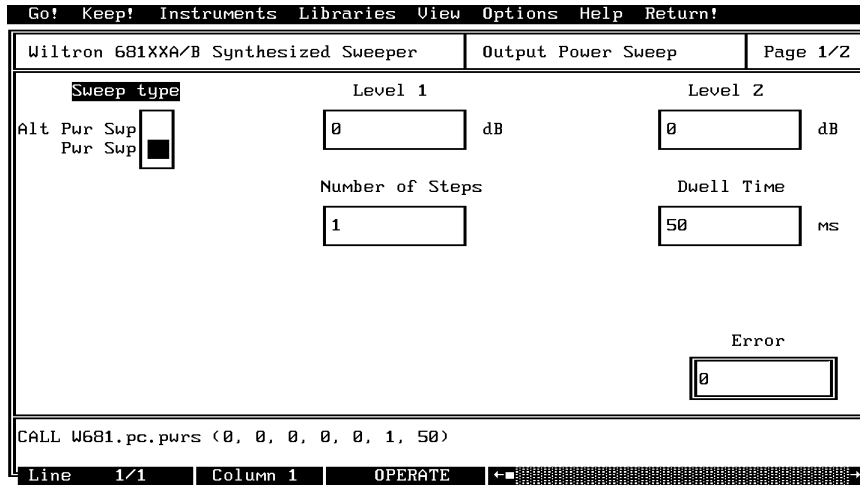 Go! Keep! Instruments Libraries View Options Help Return!
Wiltron 681XXA/B Synthesized Sweeper Output Power Sweep Page 1/2
Sweep type Level 1 Level 2
Alt Pwr Swp 0 dB 0 dB
Pwr Swp
Number of Steps Dwell Time
1 50 ms
Error
0
CALL W681.pc.pwrs (0, 0, 0, 0, 0, 1, 50)
Line 1/1 Column 1 OPERATE